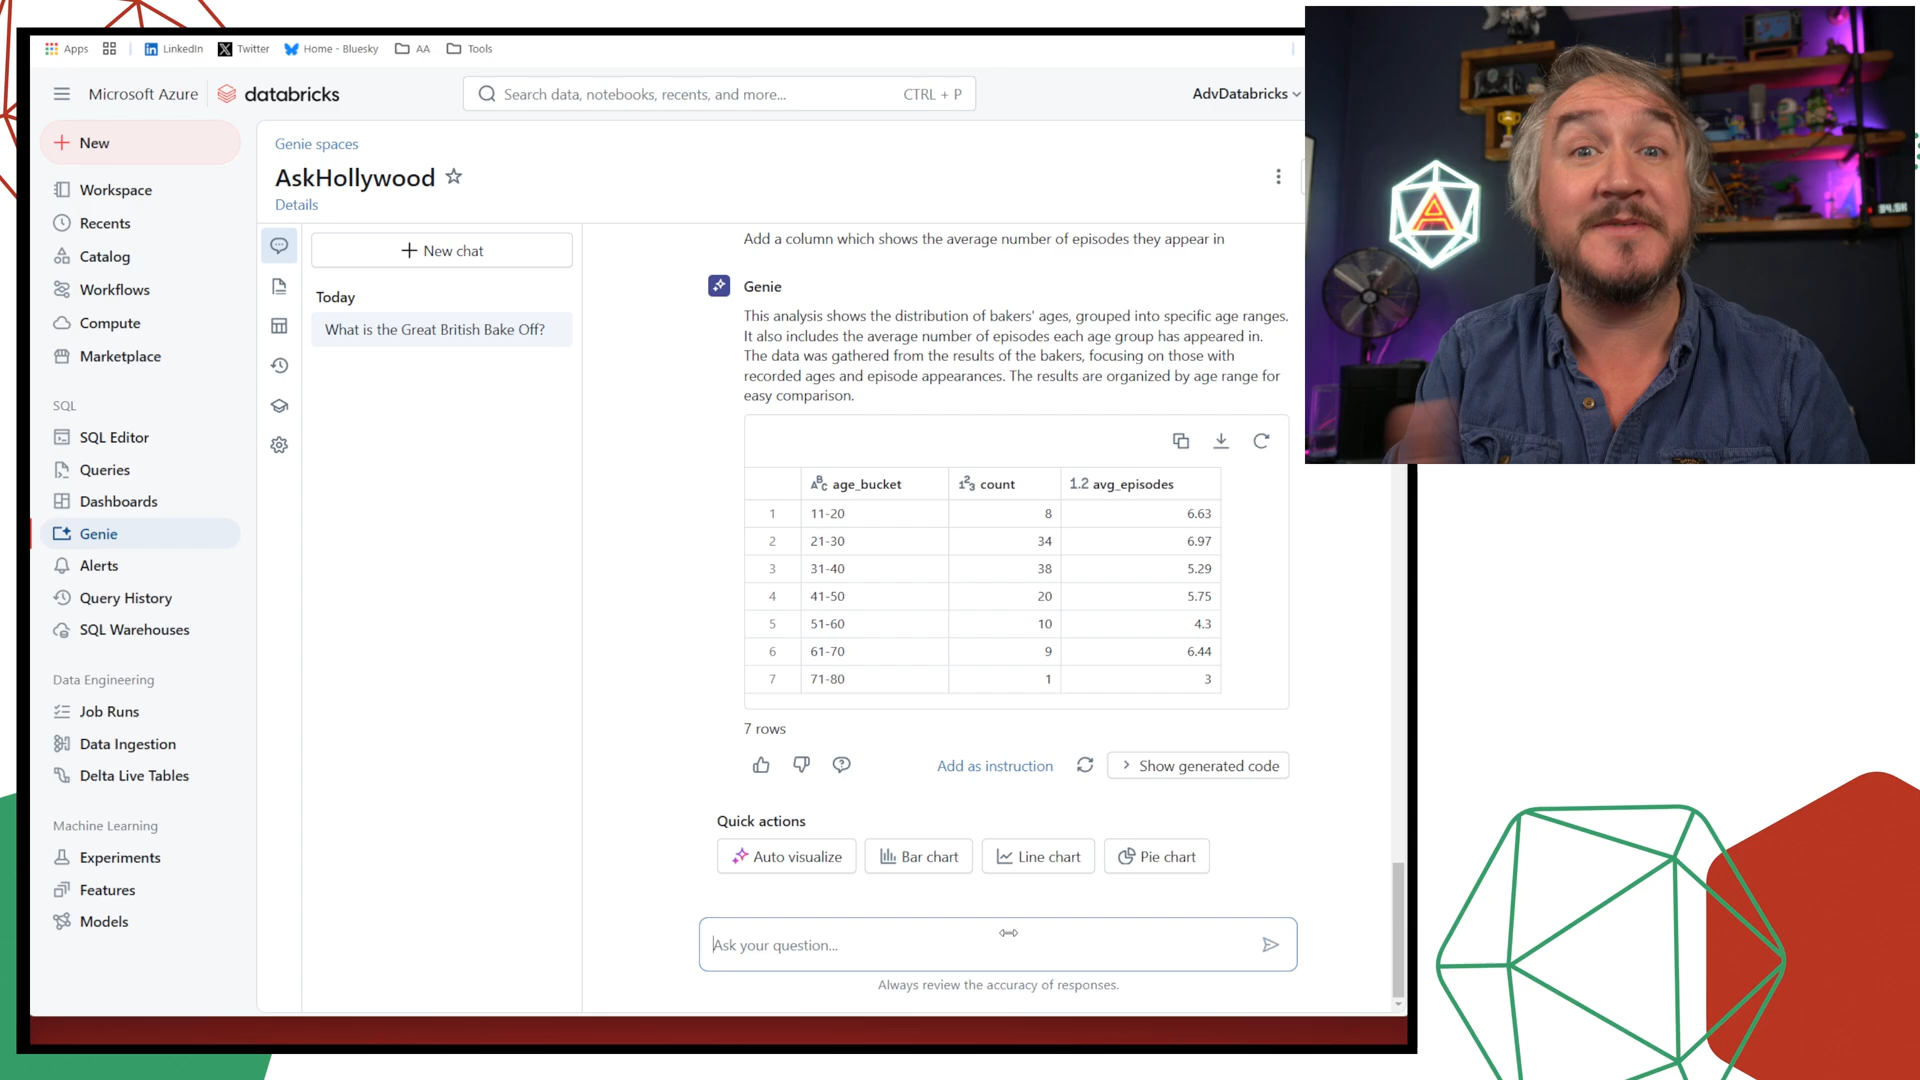 Apps
LinkedIn
Twitter
Home - Bluesky
AA
Tools
Microsoft Azure
databricks
Search data, notebooks, recents, and more...
CTRL + P
AdvDatabricks
New
Workspace
Recents
Catalog
Workflows
Compute
Marketplace
SQL
SQL Editor
Queries
Dashboards
Genie
Alerts
Query History
SQL Warehouses
Data Engineering
Job Runs
Data Ingestion
Delta Live Tables
Machine Learning
Experiments
Features
Models
Genie spaces
AskHollywood
Details
New chat
Today
What is the Great British Bake Off?
Add a column which shows the average number of episodes they appear in
Genie
This analysis shows the distribution of bakers' ages, grouped into specific age ranges.
It also includes the average number of episodes each age group has appeared in.
The data was gathered from the results of the bakers, focusing on those with
recorded ages and episode appearances. The results are organized by age range for
easy comparison.
ABC age_bucket 123 count 1.2 avg_episodes
1 11-20 8 6.63
2 21-30 34 6.97
3 31-40 38 5.29
4 41-50 20 5.75
5 51-60 10 4.3
6 61-70 9 6.44
7 71-80 1 3
7 rows
Add as instruction
Show generated code
Quick actions
Auto visualize
Bar chart
Line chart
Pie chart
Ask your question...
Always review the accuracy of responses.
A